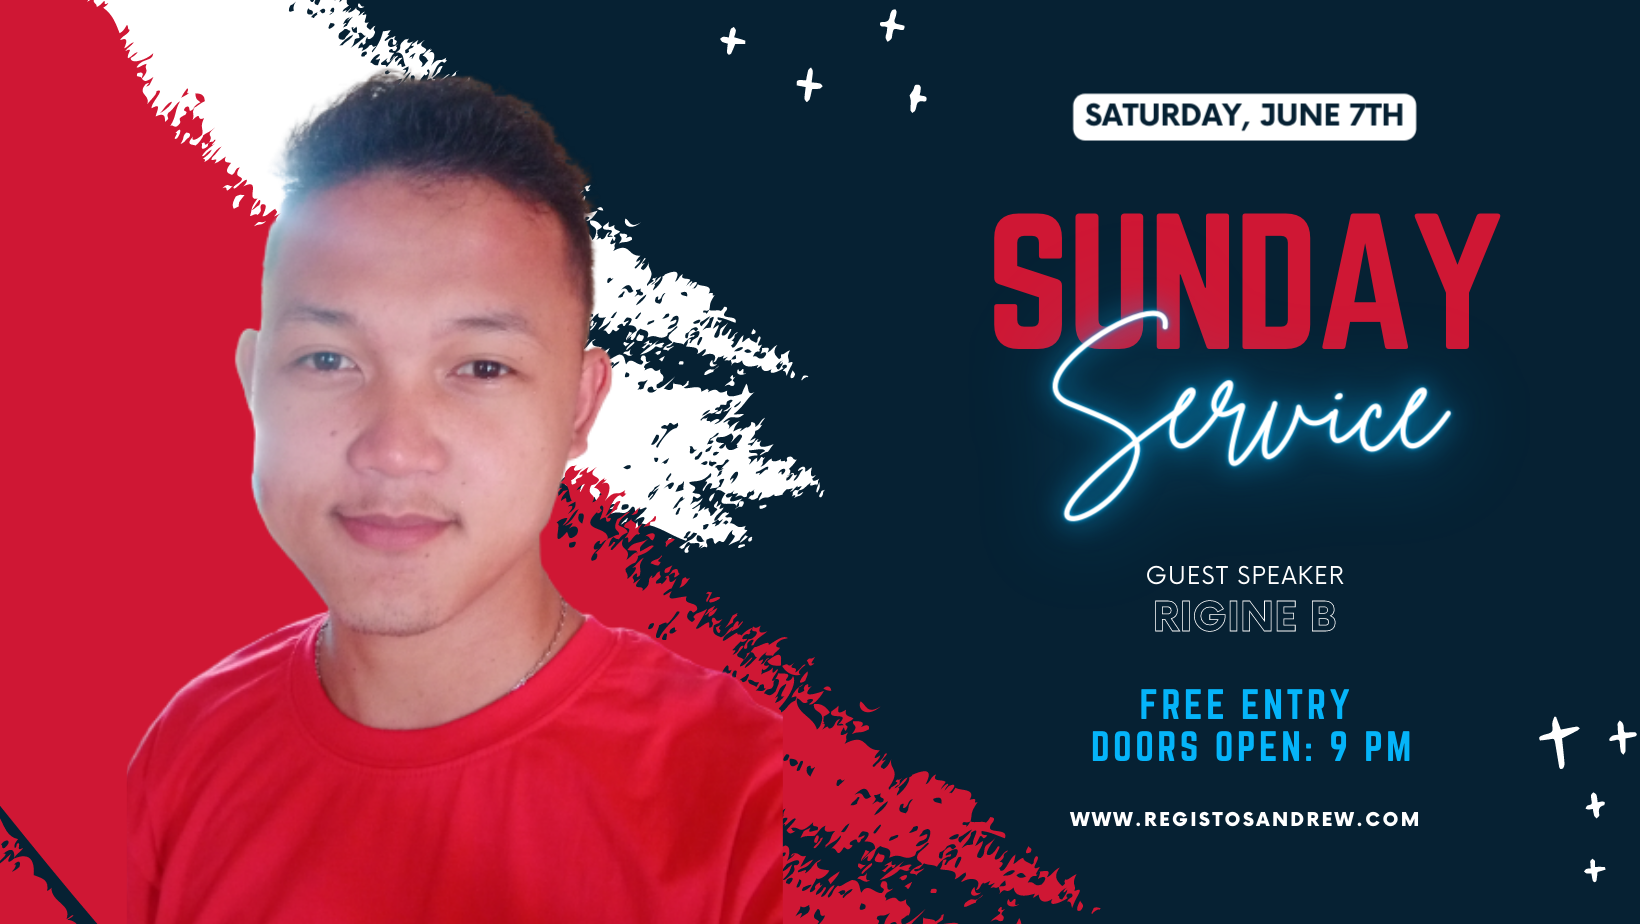 SATURDAY, JUNE 7TH
SUNDAY
Service
GUEST SPEAKER
RIGINE B
FREE ENTRY
DOORS OPEN: 9 PM
WWW.REGISTOSANDREW.COM